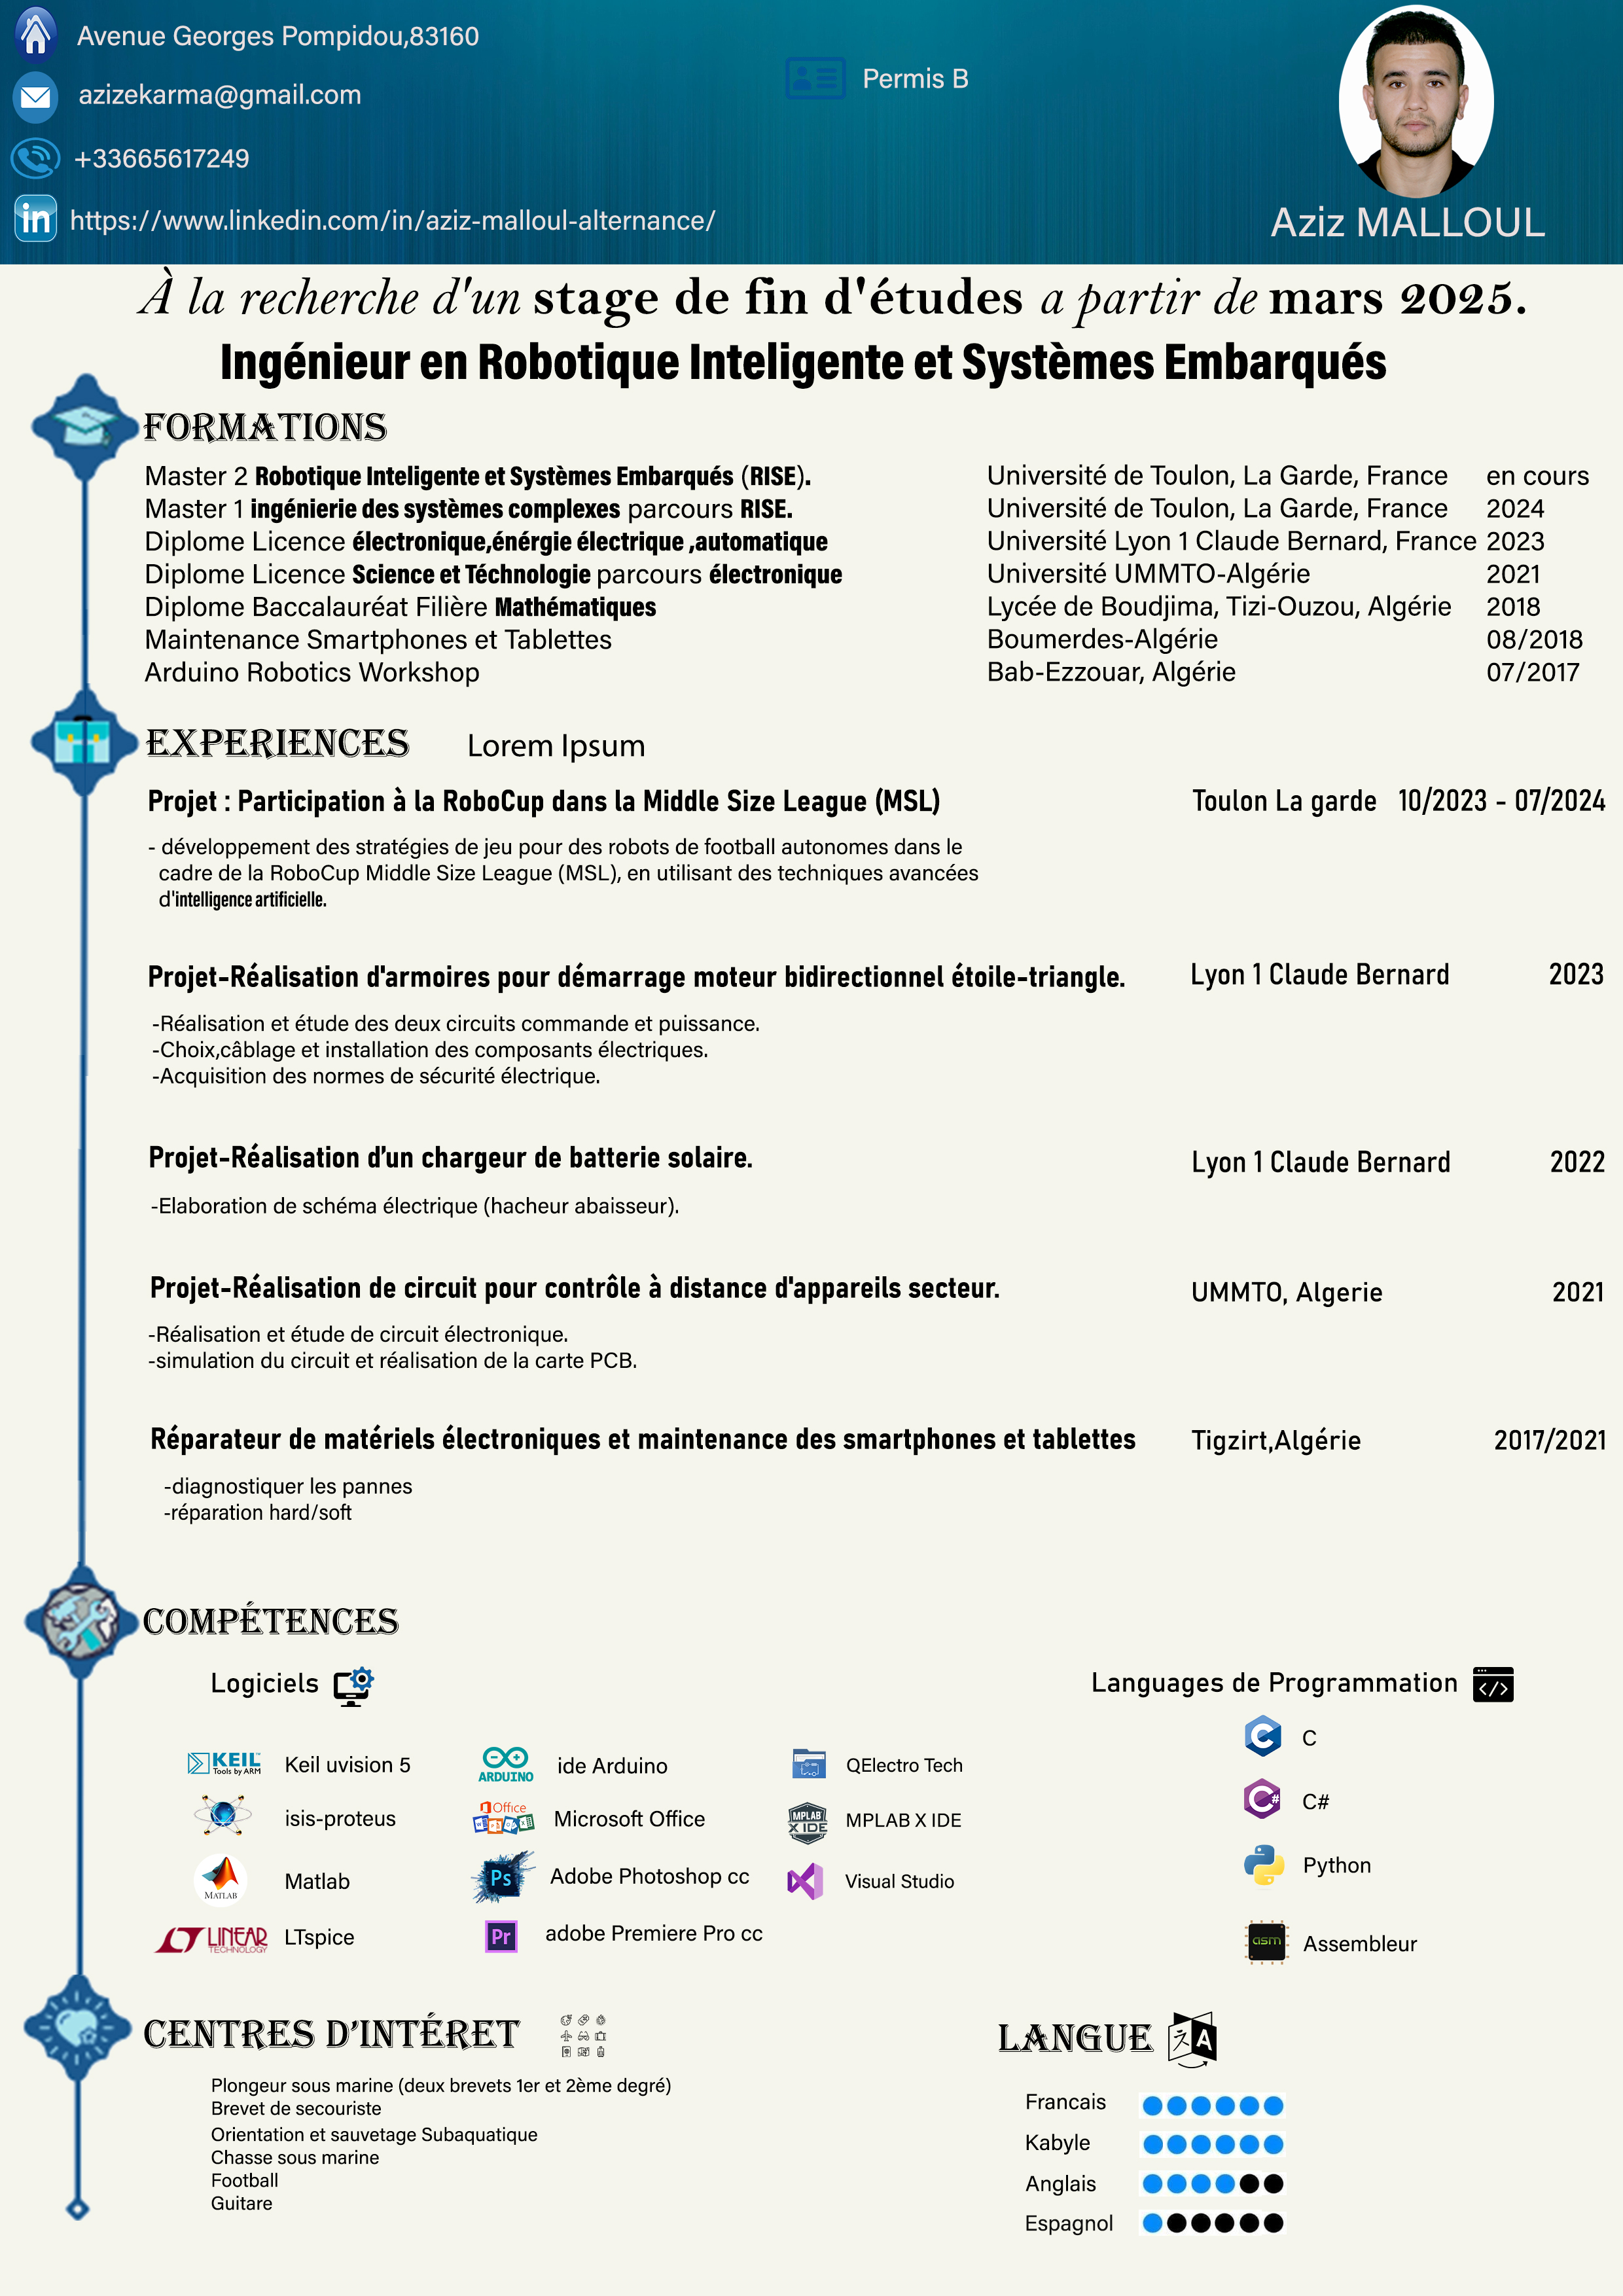 Avenue Georges Pompidou,83160
azizekarma@gmail.com
Permis B
+33665617249
in https://www.linkedin.com/in/aziz-malloul-alternance/
Aziz MALLOUL
À la recherche d'un stage de fin d'études a partir de mars 2025.
Ingénieur en Robotique Inteligente et Systèmes Embarqués
FORMATIONS
Master 2 Robotique Inteligente et Systèmes Embarqués (RISE). Université de Toulon, La Garde, France en cours
Master 1 ingénierie des systèmes complexes parcours RISE. Université de Toulon, La Garde, France 2024
Diplome Licence électronique,énérgie électrique ,automatique Université Lyon 1 Claude Bernard, France 2023
Diplome Licence Science et Téchnologie parcours électronique Université UMMTO-Algérie 2021
Diplome Baccalauréat Filière Mathématiques Lycée de Boudjima, Tizi-Ouzou, Algérie 2018
Maintenance Smartphones et Tablettes Boumerdes-Algérie 08/2018
Arduino Robotics Workshop Bab-Ezzouar, Algérie 07/2017
EXPERIENCES Lorem Ipsum
Projet : Participation à la RoboCup dans la Middle Size League (MSL) Toulon La garde 10/2023 - 07/2024
- développement des stratégies de jeu pour des robots de football autonomes dans le
cadre de la RoboCup Middle Size League (MSL), en utilisant des techniques avancées
d'intelligence artificielle.
Projet-Réalisation d'armoires pour démarrage moteur bidirectionnel étoile-triangle. Lyon 1 Claude Bernard 2023
-Réalisation et étude des deux circuits commande et puissance.
-Choix,câblage et installation des composants électriques.
-Acquisition des normes de sécurité électrique.
Projet-Réalisation d’un chargeur de batterie solaire. Lyon 1 Claude Bernard 2022
-Elaboration de schéma électrique (hacheur abaisseur).
Projet-Réalisation de circuit pour contrôle à distance d'appareils secteur. UMMTO, Algerie 2021
-Réalisation et étude de circuit électronique.
-simulation du circuit et réalisation de la carte PCB.
Réparateur de matériels électroniques et maintenance des smartphones et tablettes Tigzirt,Algérie 2017/2021
-diagnostiquer les pannes
-réparation hard/soft
COMPÉTENCES
Logiciels
Languages de Programmation </>
C C
KEIL Tools by ARM Keil uvision 5 ARDUINO ide Arduino QElectro Tech
C# C#
isis-proteus Office Microsoft Office MPLAB X IDE MPLAB X IDE
Python
MATLAB Matlab Ps Adobe Photoshop cc Visual Studio
LINEAR TECHNOLOGY LTspice Pr adobe Premiere Pro cc
asm Assembleur
CENTRES D’INTÉRET
LANGUE A
Plongeur sous marine (deux brevets 1er et 2ème degré)
Brevet de secouriste
Orientation et sauvetage Subaquatique
Chasse sous marine
Football
Guitare
Francais
Kabyle
Anglais
Espagnol